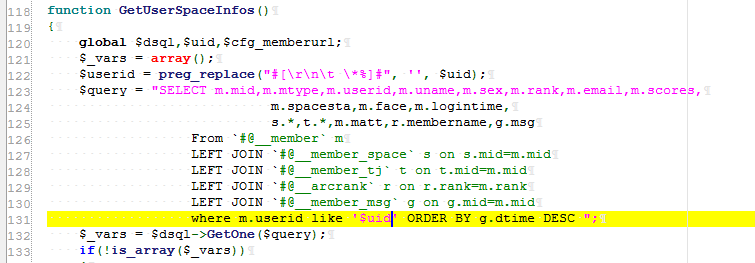 118 function GetUserSpaceInfos()
119 {
120 global $dsql,$uid,$cfg_memberurl;
121 $_vars = array();
122 $userid = preg_replace("#[\r\n\t \*%]#", '', $uid);
123 $query = "SELECT m.mid,m.mtype,m.userid,m.uname,m.sex,m.rank,m.email,m.scores,
124 m.spacesta,m.face,m.logintime,
125 s.*,t.*,m.matt,r.membername,g.msg
126 From `#@__member` m
127 LEFT JOIN `#@__member_space` s on s.mid=m.mid
128 LEFT JOIN `#@__member_tj` t on t.mid=m.mid
129 LEFT JOIN `#@__arcrank` r on r.rank=m.rank
130 LEFT JOIN `#@__member_msg` g on g.mid=m.mid
131 where m.userid like '$uid' ORDER BY g.dtime DESC ";
132 $_vars = $dsql->GetOne($query);
133 if(!is_array($_vars))